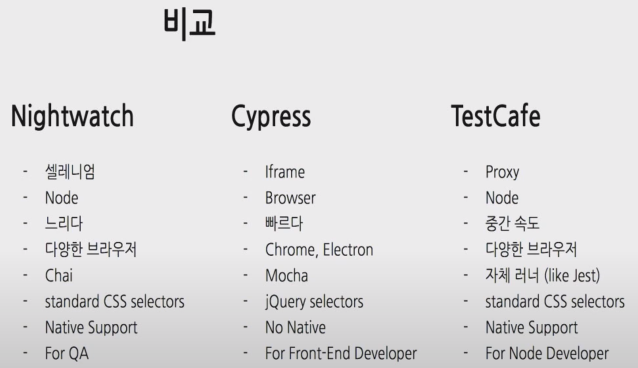 비교
Nightwatch
- 셀레니엄
- Node
- 느리다
- 다양한 브라우저
- Chai
- standard CSS selectors
- Native Support
- For QA
Cypress
- Iframe
- Browser
- 빠르다
- Chrome, Electron
- Mocha
- jQuery selectors
- No Native
- For Front-End Developer
TestCafe
- Proxy
- Node
- 중간 속도
- 다양한 브라우저
- 자체 러너 (like Jest)
- standard CSS selectors
- Native Support
- For Node Developer